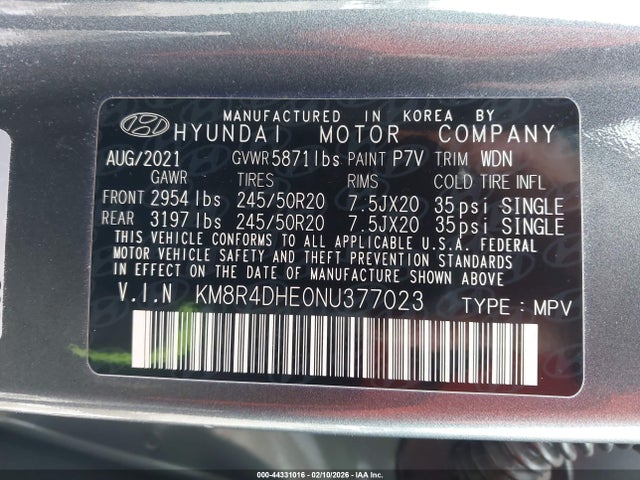 MANUFACTURED IN KOREA BY
HYUNDAI MOTOR COMPANY
AUG/2021 GVWR 5871lbs PAINT P7V TRIM WDN
GAWR TIRES RIMS COLD TIRE INFL
FRONT 2954 lbs 245/50R20 7.5JX20 35psi SINGLE
REAR 3197 lbs 245/50R20 7.5JX20 35psi SINGLE
THIS VEHICLE CONFORMS TO ALL APPLICABLE U.S.A. FEDERAL
MOTOR VEHICLE SAFETY AND THEFT PREVENTION STANDARDS
IN EFFECT ON THE DATE OF MANUFACTURE SHOWN ABOVE.
V.I.N KM8R4DHE0NU377023 TYPE : MPV
000-44331016 - 02/10/2026 - IAA Inc.